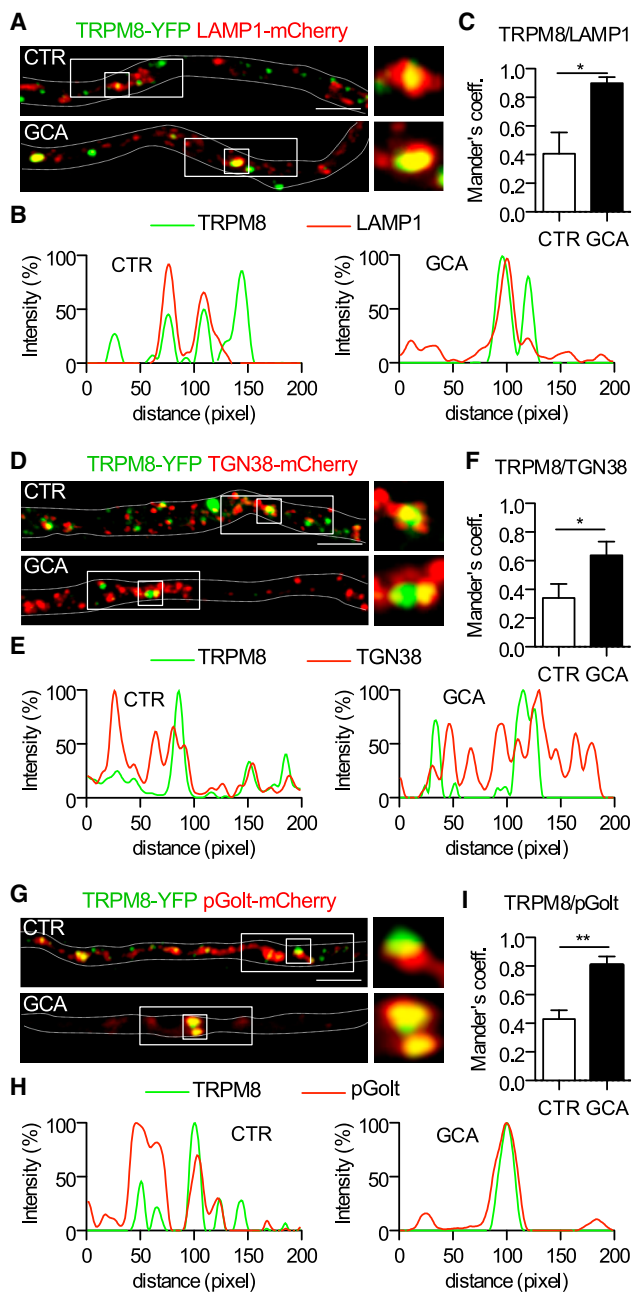 A
TRPM8-YFP LAMP1-mCherry
CTR
GCA
C
TRPM8/LAMP1
Mander's coeff.
1.0
0.8
0.6
0.4
0.2
0.0
*
CTR GCA
B
TRPM8 LAMP1
Intensity (%)
100
50
0
CTR
0 50 100 150 200
distance (pixel)
Intensity (%)
100
50
0
GCA
0 50 100 150 200
distance (pixel)
D
TRPM8-YFP TGN38-mCherry
CTR
GCA
F
TRPM8/TGN38
Mander's coeff.
1.0
0.8
0.6
0.4
0.2
0.0
*
CTR GCA
E
TRPM8 TGN38
Intensity (%)
100
50
0
CTR
0 50 100 150 200
distance (pixel)
Intensity (%)
100
50
0
GCA
0 50 100 150 200
distance (pixel)
G
TRPM8-YFP pGolt-mCherry
CTR
GCA
I
TRPM8/pGolt
Mander's coeff.
1.0
0.8
0.6
0.4
0.2
0.0
**
CTR GCA
H
TRPM8 pGolt
Intensity (%)
100
50
0
CTR
0 50 100 150 200
distance (pixel)
Intensity (%)
100
50
0
GCA
0 50 100 150 200
distance (pixel)